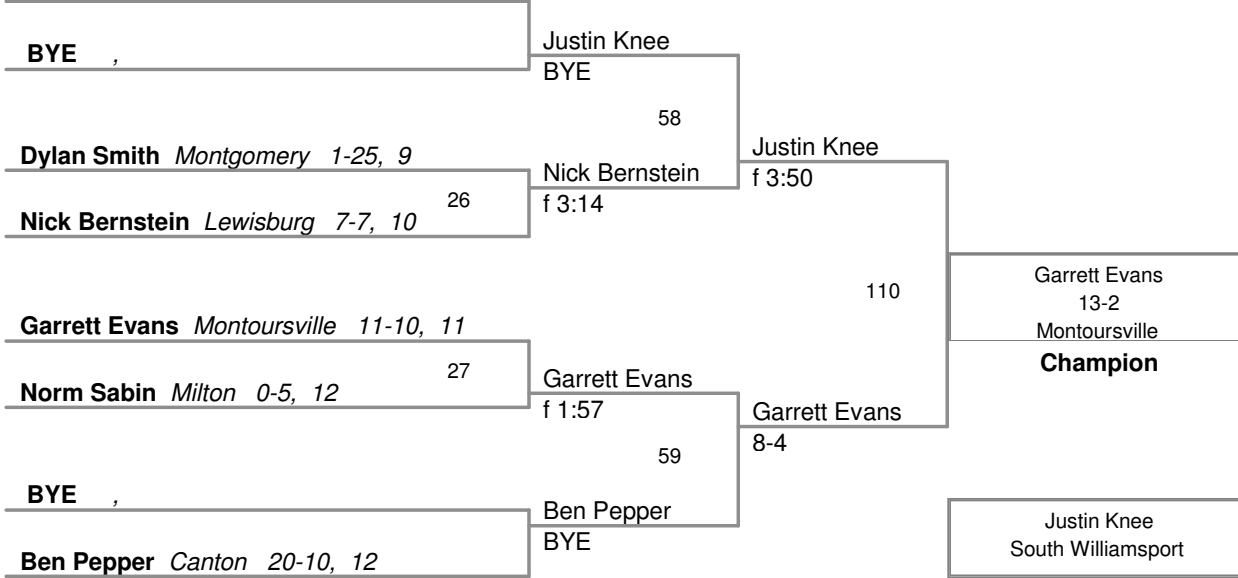 BYE ,
Dylan Smith Montgomery 1-25, 9
26
Nick Bernstein Lewisburg 7-7, 10
Garrett Evans Montoursville 11-10, 11
27
Norm Sabin Milton 0-5, 12
BYE ,
Ben Pepper Canton 20-10, 12
Justin Knee
BYE
58
Nick Bernstein
f 3:14
Garrett Evans
f 1:57
59
Ben Pepper
BYE
Justin Knee
f 3:50
110
Garrett Evans
8-4
Garrett Evans
13-2
Montoursville
Champion
Justin Knee
South Williamsport